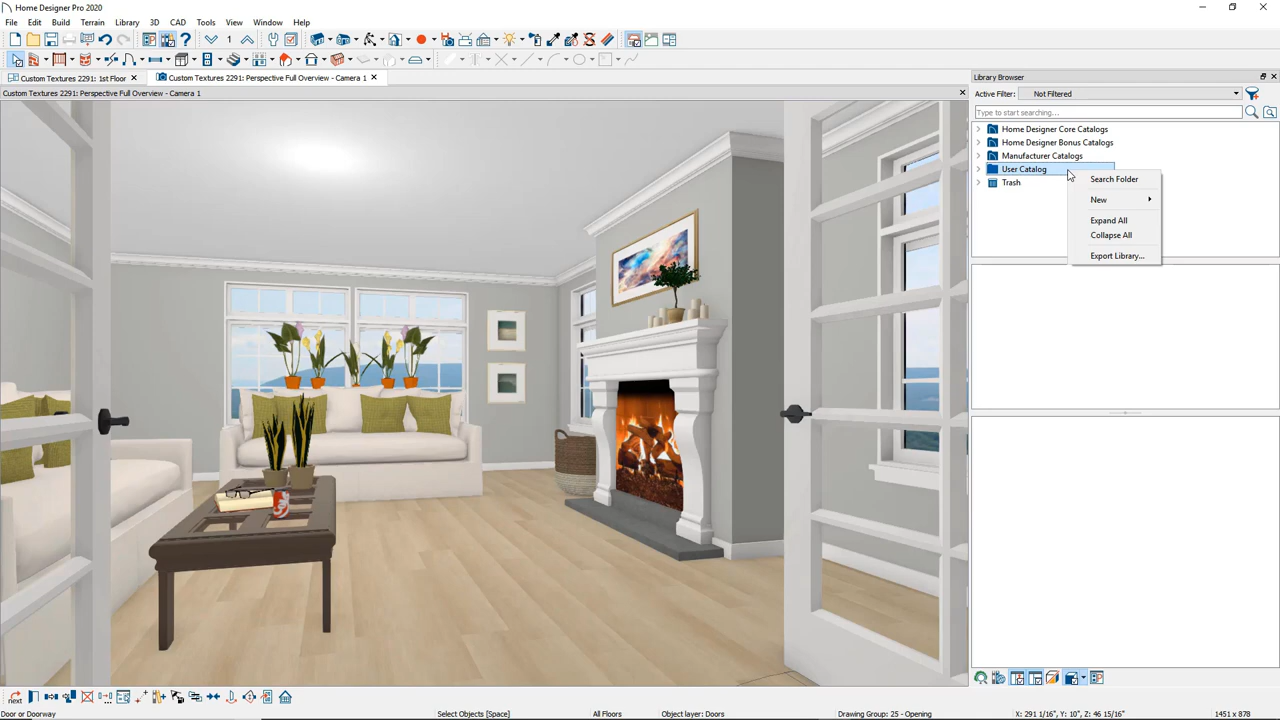 Home Designer Pro 2020
File Edit Build Terrain Library 3D CAD Tools View Window Help
1
Custom Textures 2291: 1st Floor
Custom Textures 2291: Perspective Full Overview - Camera 1
Library Browser
Custom Textures 2291: Perspective Full Overview - Camera 1
Active Filter: Not Filtered
Type to start searching...
Home Designer Core Catalogs
Home Designer Bonus Catalogs
Manufacturer Catalogs
User Catalog
Trash
Search Folder
New
Expand All
Collapse All
Export Library...
next
Door or Doorway
Select Objects [Space]
All Floors
Object layer: Doors
Drawing Group: 25 - Opening
X: 291 1/16", Y: 10", Z: 46 15/16"
1451 x 878